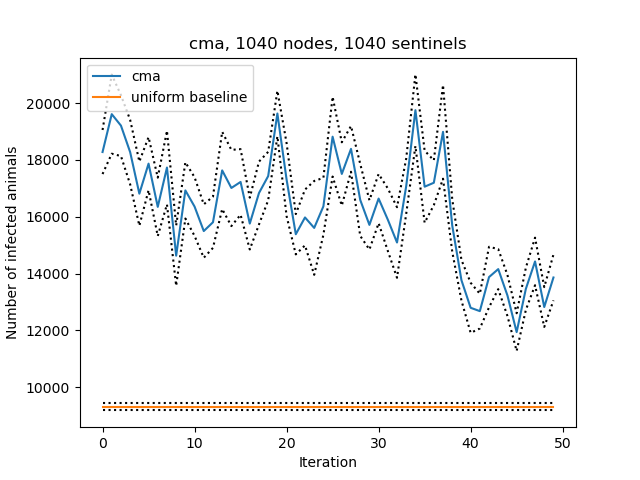 cma, 1040 nodes, 1040 sentinels
cma
uniform baseline
Number of infected animals
20000
18000
16000
14000
12000
10000
0 10 20 30 40 50
Iteration